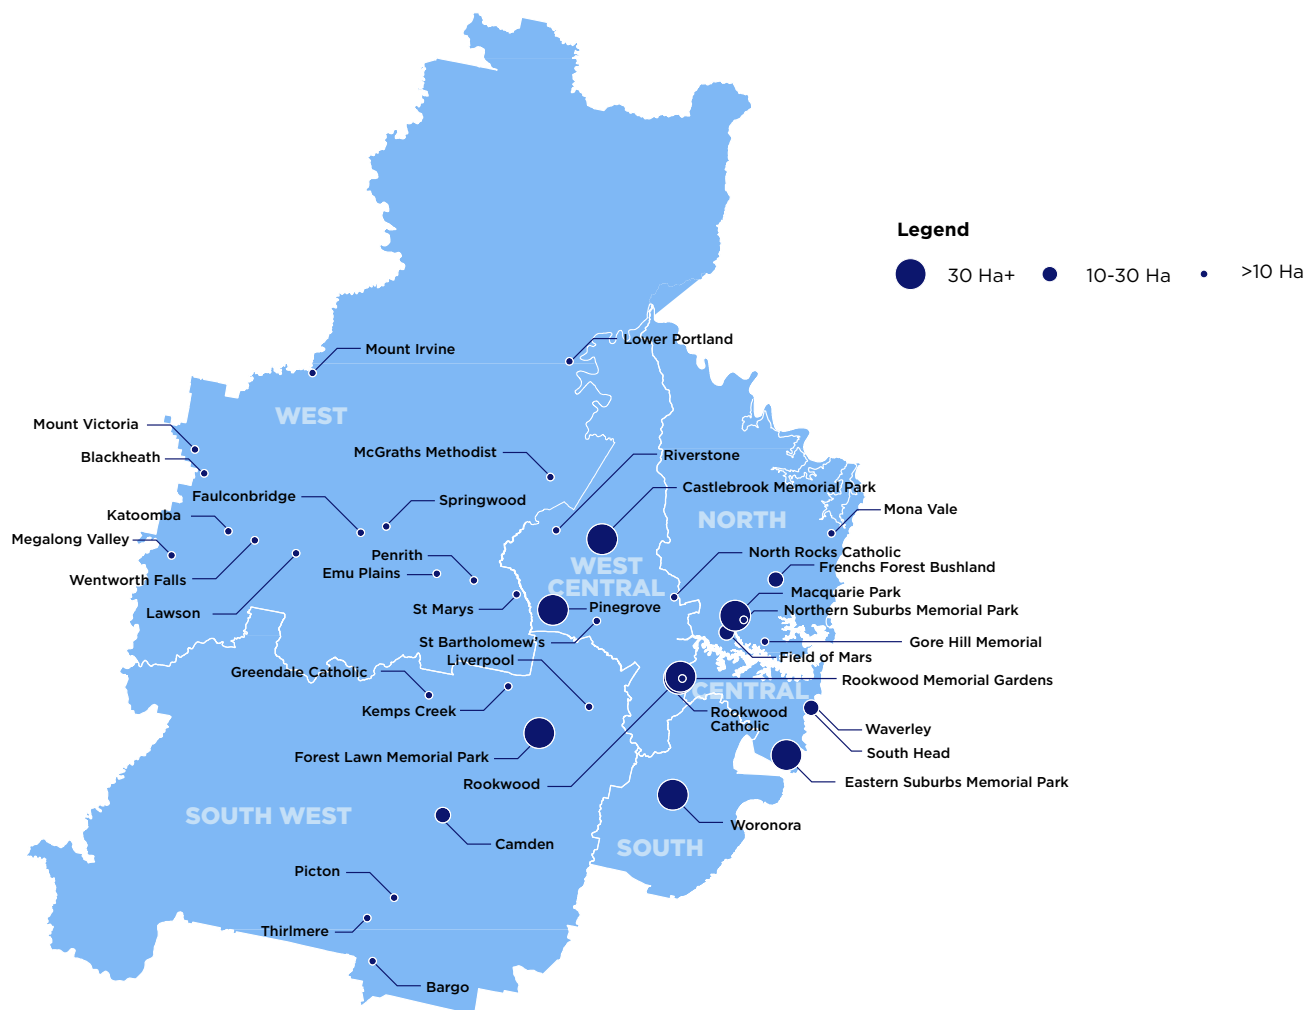 Legend
30 Ha+
10-30 Ha
>10 Ha
Mount Irvine
Lower Portland
WEST
Mount Victoria
Blackheath
McGraths Methodist
Riverstone
Castlebrook Memorial Park
Faulconbridge
Springwood
Katoomba
Mona Vale
NORTH
Megalong Valley
Penrith
North Rocks Catholic
Frenchs Forest Bushland
WEST
CENTRAL
Emu Plains
Wentworth Falls
Macquarie Park
Lawson
St Marys
Pinegrove
Northern Suburbs Memorial Park
St Bartholomew's
Gore Hill Memorial
Liverpool
Field of Mars
Greendale Catholic
Rookwood Memorial Gardens
CENTRAL
Kemps Creek
Rookwood
Catholic
Waverley
South Head
Forest Lawn Memorial Park
Rookwood
Eastern Suburbs Memorial Park
SOUTH WEST
Woronora
Camden
SOUTH
Picton
Thirlmere
Bargo